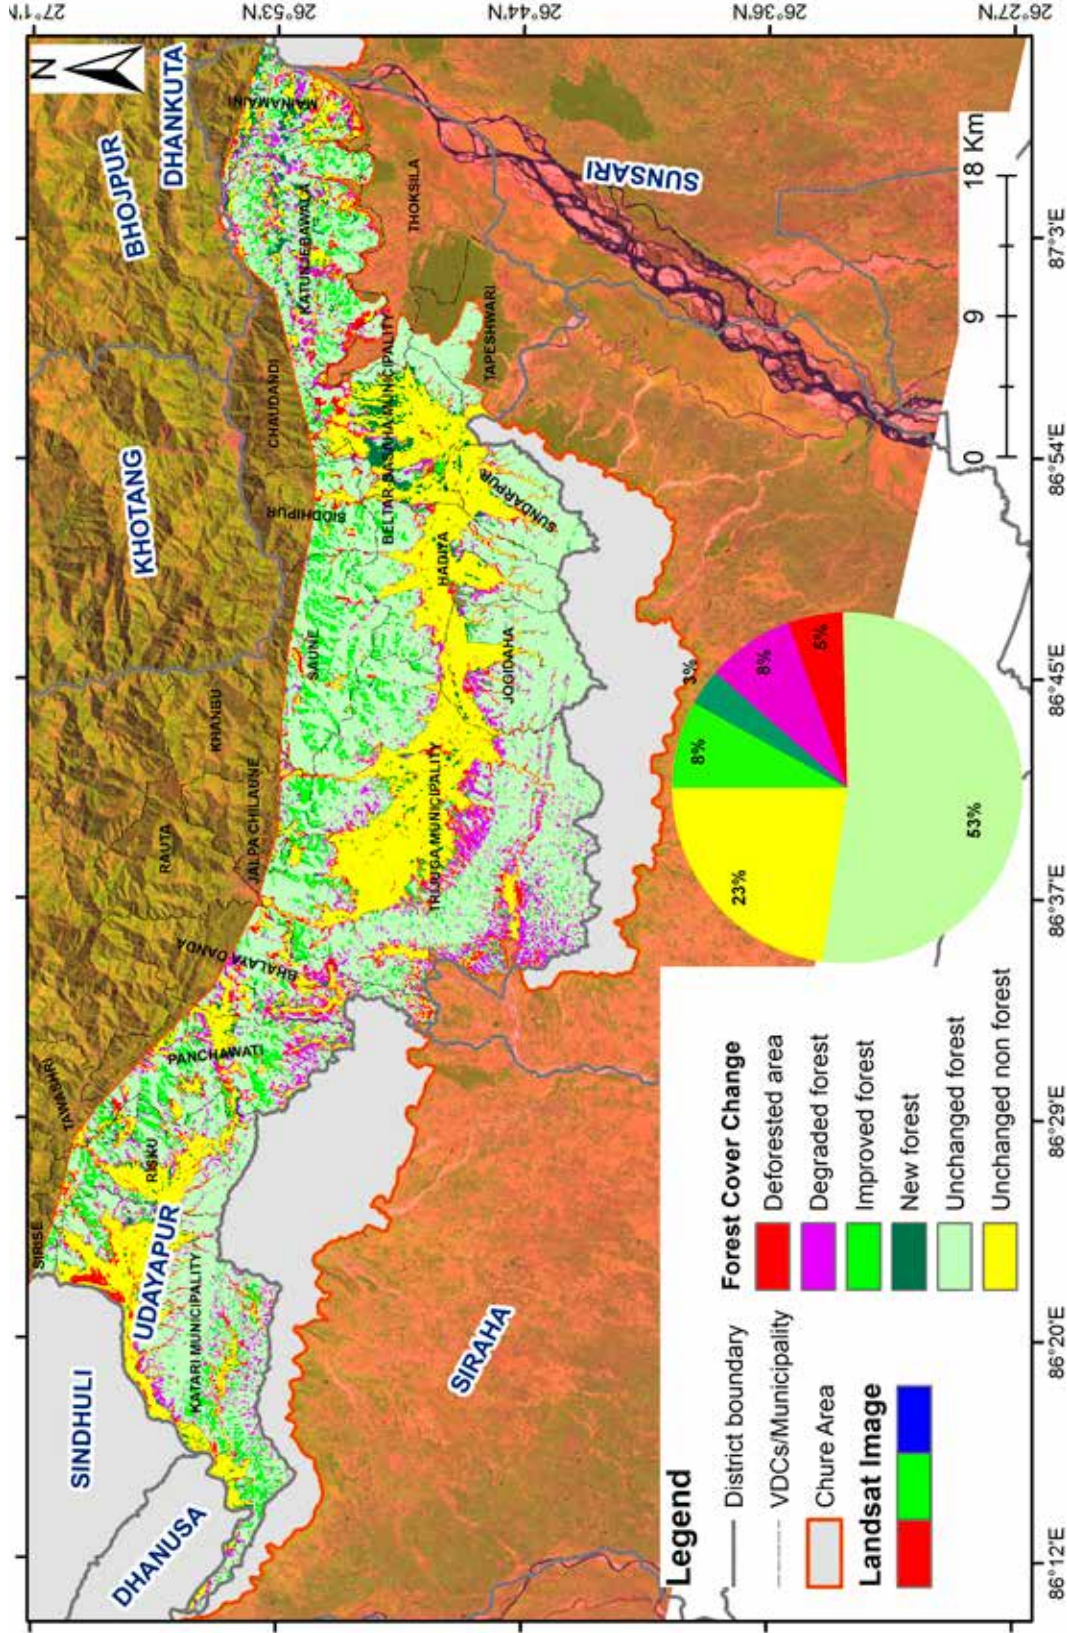 27°1'N
26°53'N
26°44'N
26°36'N
26°27'N
N
SINDHULI
DHANUSA
UDAYAPUR
KHOTANG
BHOJPUR
DHANKUTA
SUNSARI
SIRAHA
SIRISE
TAWASHRI
RAUTA
KHANBU
JALPA CHILAUNE
CHAUDANDI
MAINAMAINI
KATUNJEBAWALA
THOKSILA
TAPESHWARI
BELTAR BASAHA MUNICIPALITY
SIDDHIPUR
SUNDARPUR
HADIYA
SAUNE
JOGIDAHA
TRIJUGA MUNICIPALITY
BHALAYA DANDA
PANCHAWATI
RISKU
KATARI MUNICIPALITY
Legend
District boundary
VDCs/Municipality
Chure Area
Landsat Image
Forest Cover Change
Deforested area
Degraded forest
Improved forest
New forest
Unchanged forest
Unchanged non forest
23%
8%
3%
8%
5%
53%
0 9 18 Km
86°12'E
86°20'E
86°29'E
86°37'E
86°45'E
86°54'E
87°3'E